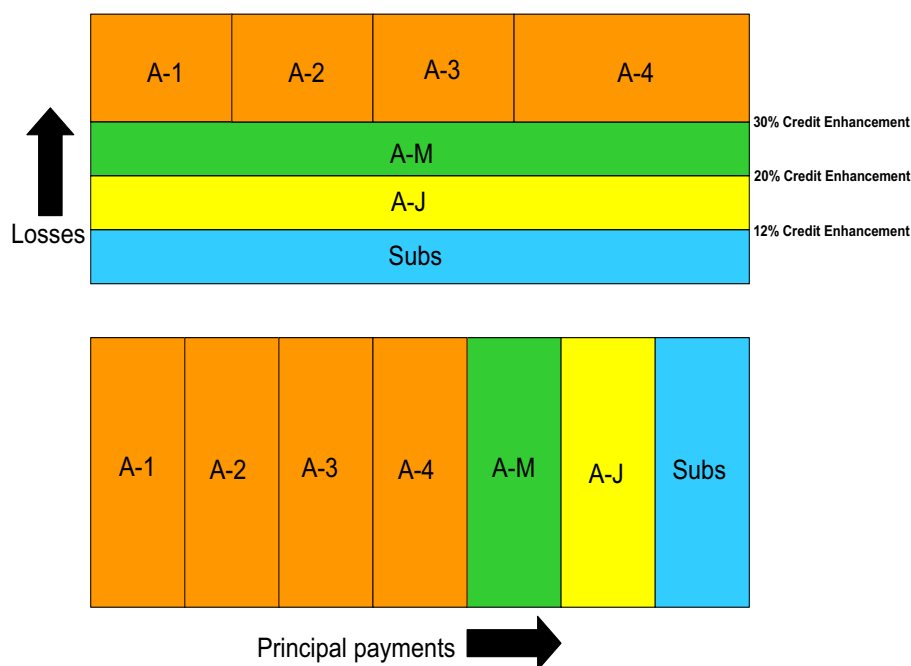 A-1 A-2 A-3 A-4
30% Credit Enhancement
A-M
20% Credit Enhancement
A-J
Losses
12% Credit Enhancement
Subs
A-1 A-2 A-3 A-4 A-M A-J Subs
Principal payments